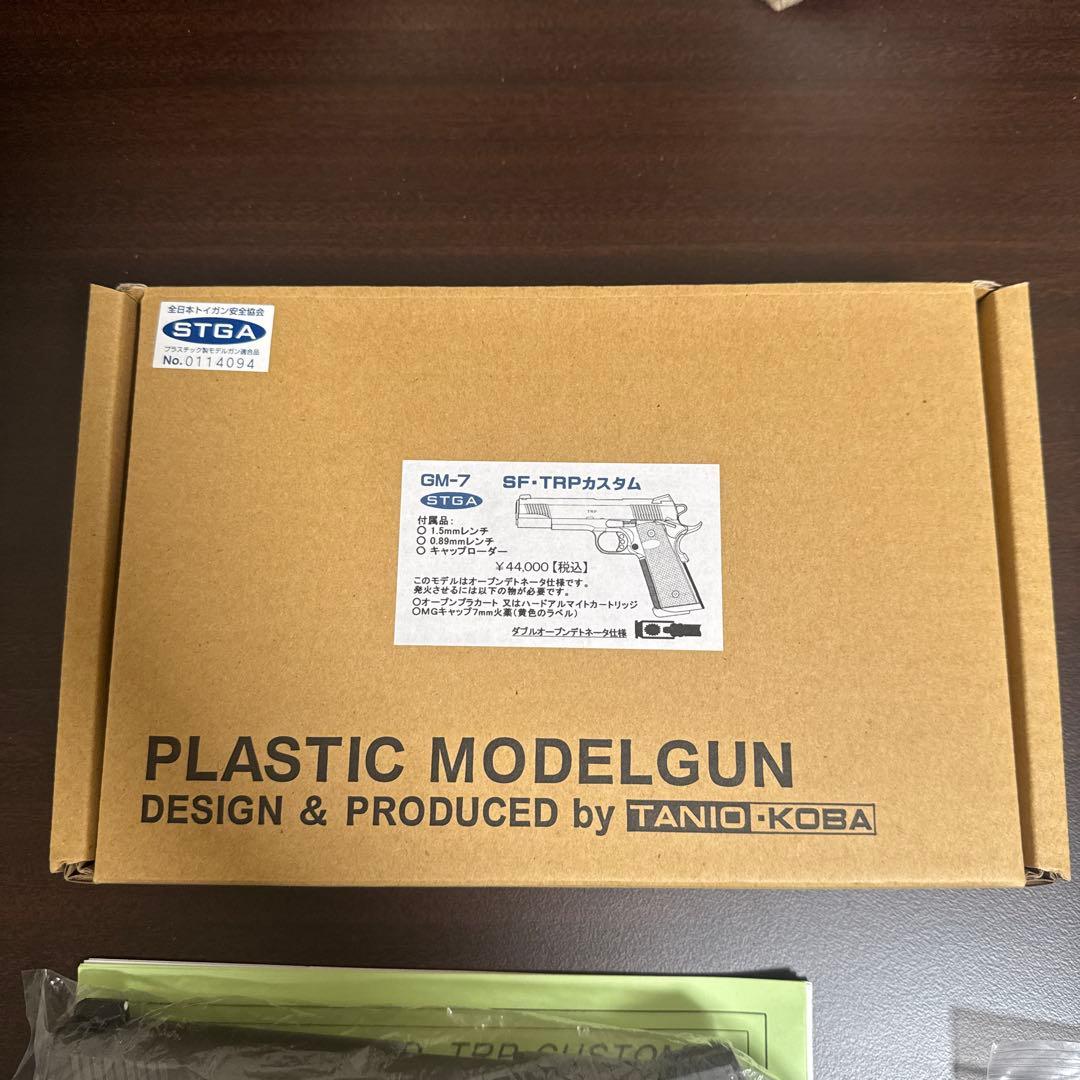 全日本トイガン安全協会
STGA
プラスチック製モデルガン適合品
No.0114094
GM-7 SF・TRPカスタム
STGA
TRP
付属品:
○ 1.5mmレンチ
○ 0.89mmレンチ
○ キャップローダー
¥44,000【税込】
このモデルはオープンデトネータ仕様です。
発火させるには以下の物が必要です。
○オープンプラカート 又はハードアルマイトカートリッジ
○MGキャップ7mm火薬(黄色のラベル)
ダブルオープンデトネータ仕様
PLASTIC MODELGUN
DESIGN & PRODUCED by TANIO・KOBA
TRP CUSTOM